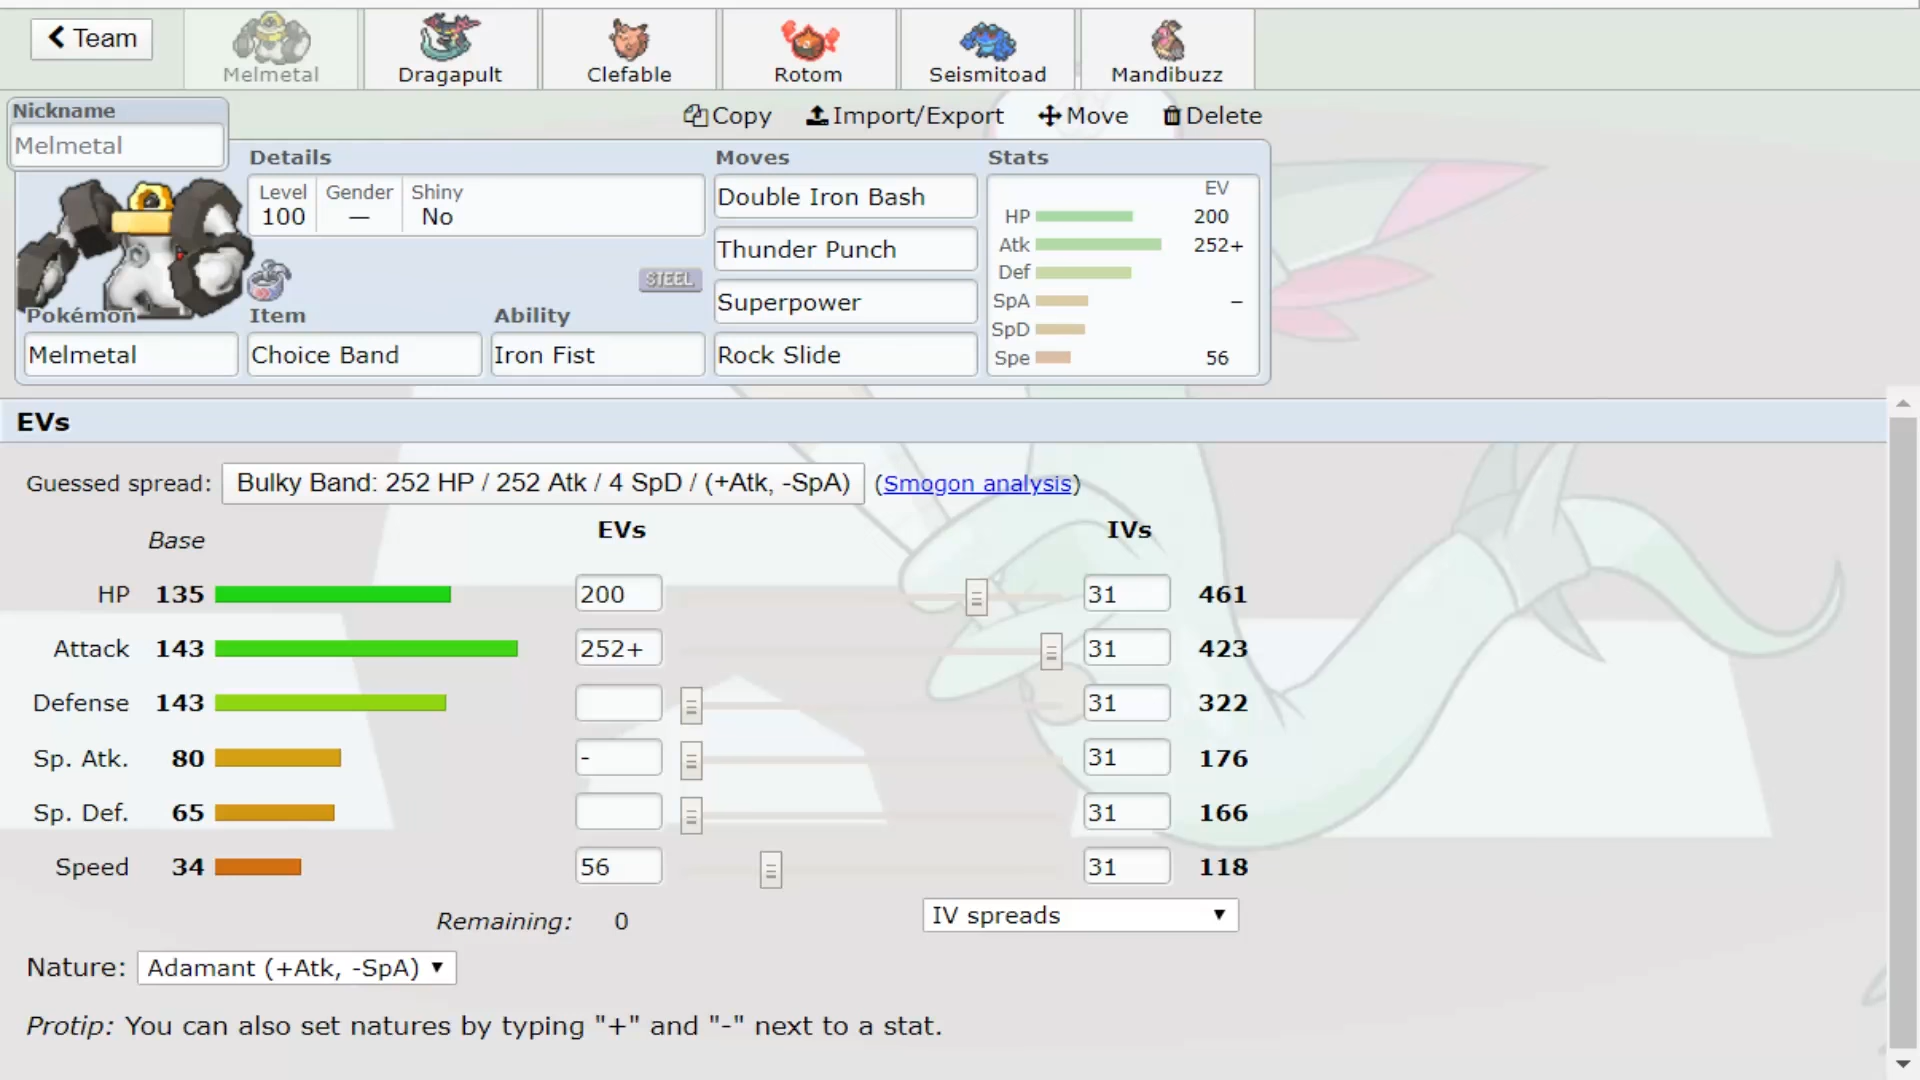 Team
Melmetal
Dragapult
Clefable
Rotom
Seismitoad
Mandibuzz
Copy Import/Export Move Delete
Nickname
Melmetal
Details
Level Gender Shiny
100 — No
STEEL
Pokémon Item Ability
Melmetal Choice Band Iron Fist
Moves
Double Iron Bash
Thunder Punch
Superpower
Rock Slide
Stats
EV
HP 200
Atk 252+
Def
SpA –
SpD
Spe 56
EVs
Guessed spread: Bulky Band: 252 HP / 252 Atk / 4 SpD / (+Atk, -SpA) (Smogon analysis)
Base EVs IVs
HP 135 200 31 461
Attack 143 252+ 31 423
Defense 143 31 322
Sp. Atk. 80 - 31 176
Sp. Def. 65 31 166
Speed 34 56 31 118
Remaining: 0 IV spreads
Nature: Adamant (+Atk, -SpA)
Protip: You can also set natures by typing "+" and "-" next to a stat.